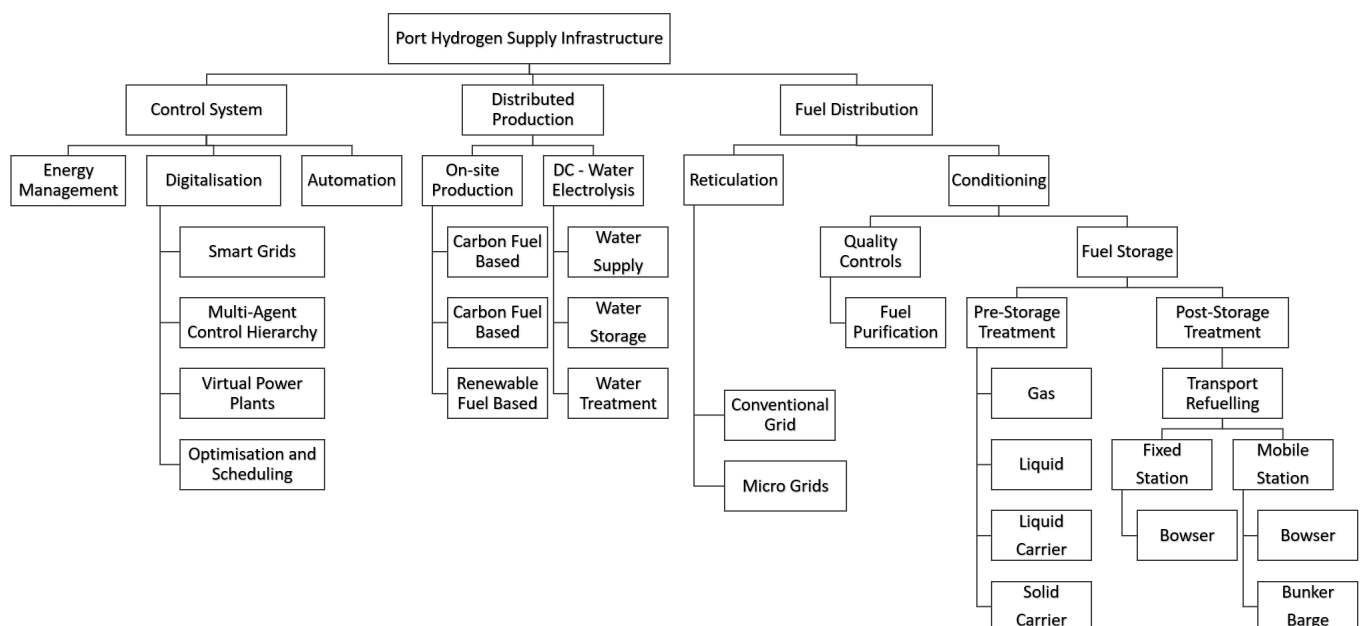 Port Hydrogen Supply Infrastructure
Control System
Distributed
Production
Fuel Distribution
Energy
Management
Digitalisation
Automation
On-site
Production
DC - Water
Electrolysis
Reticulation
Conditioning
Smart Grids
Multi-Agent
Control Hierarchy
Virtual Power
Plants
Optimisation and
Scheduling
Carbon Fuel
Based
Carbon Fuel
Based
Renewable
Fuel Based
Water
Supply
Water
Storage
Water
Treatment
Conventional
Grid
Micro Grids
Quality
Controls
Fuel
Purification
Fuel Storage
Pre-Storage
Treatment
Gas
Liquid
Liquid
Carrier
Solid
Carrier
Post-Storage
Treatment
Transport
Refuelling
Fixed
Station
Bowser
Mobile
Station
Bowser
Bunker
Barge